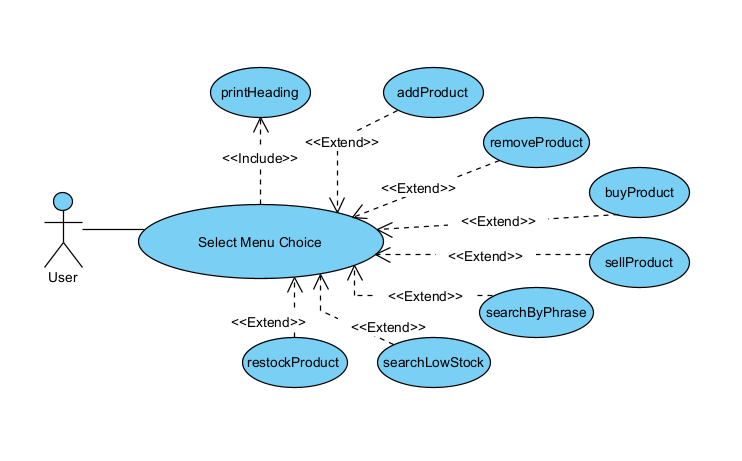 printHeading
addProduct
<<Extend>>
removeProduct
<<Include>>
<<Extend>>
buyProduct
<<Extend>>
Select Menu Choice
<<Extend>>
sellProduct
User
<<Extend>>
searchByPhrase
<<Extend>>
<<Extend>>
restockProduct
searchLowStock